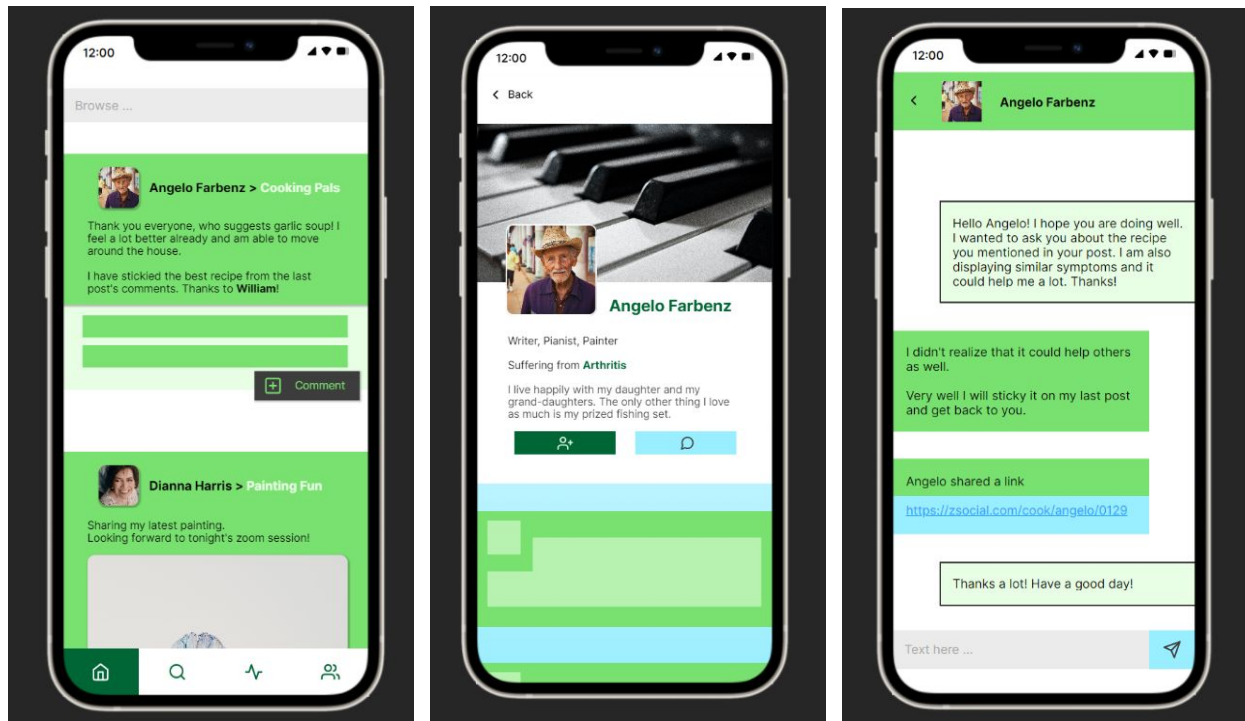 12:00
Browse ...
Angelo Farbenz > Cooking Pals
Thank you everyone, who suggests garlic soup! I
feel a lot better already and am able to move
around the house.
I have stickied the best recipe from the last
post's comments. Thanks to William!
Comment
Dianna Harris > Painting Fun
Sharing my latest painting.
Looking forward to tonight's zoom session!
12:00
Back
Angelo Farbenz
Writer, Pianist, Painter
Suffering from Arthritis
I live happily with my daughter and my
grand-daughters. The only other thing I love
as much is my prized fishing set.
12:00
Angelo Farbenz
Hello Angelo! I hope you are doing well.
I wanted to ask you about the recipe
you mentioned in your post. I am also
displaying similar symptoms and it
could help me a lot. Thanks!
I didn't realize that it could help others
as well.
Very well I will sticky it on my last post
and get back to you.
Angelo shared a link
https://zsocial.com/cook/angelo/0129
Thanks a lot! Have a good day!
Text here ...